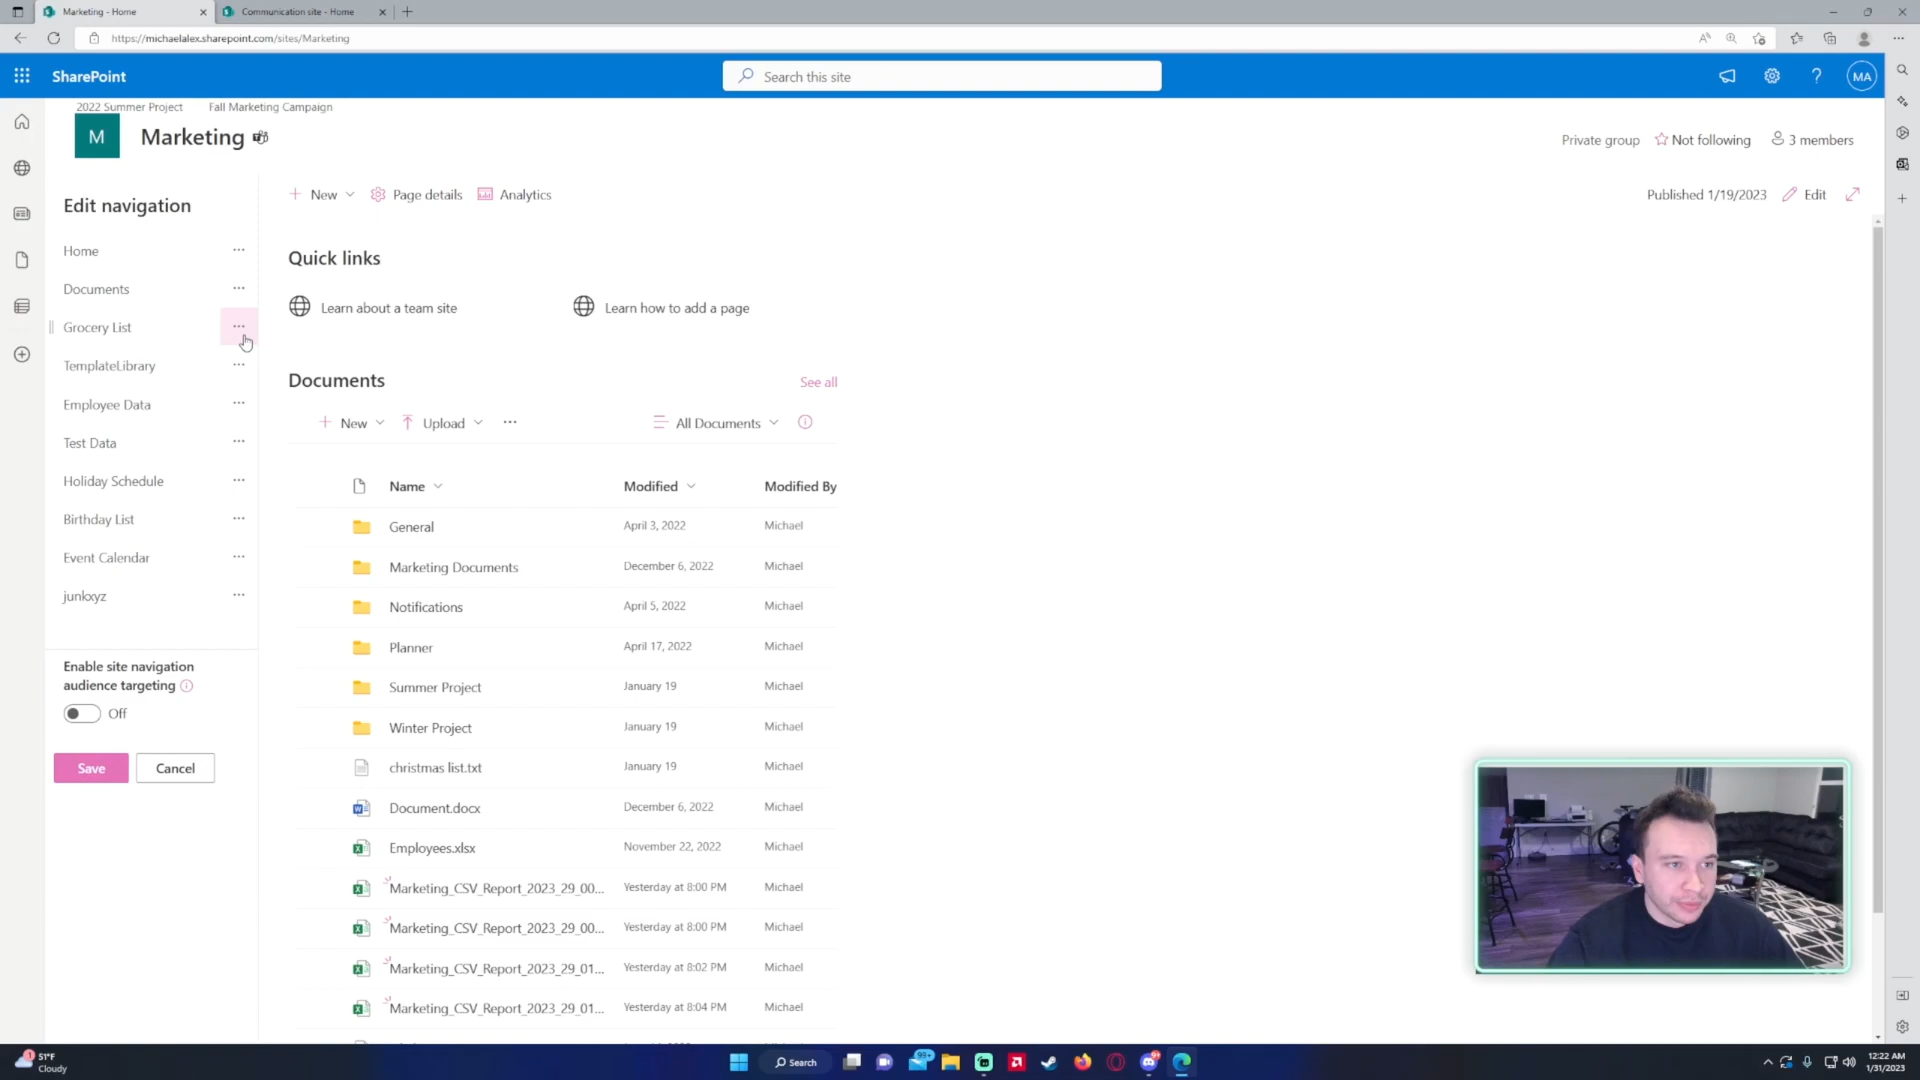 Marketing - Home
Communication site - Home
https://michaelalex.sharepoint.com/sites/Marketing
SharePoint
Search this site
MA
2022 Summer Project
Fall Marketing Campaign
M
Marketing
Private group
Not following
3 members
Edit navigation
New
Page details
Analytics
Published 1/19/2023
Edit
Home
Documents
Grocery List
TemplateLibrary
Employee Data
Test Data
Holiday Schedule
Birthday List
Event Calendar
junkxyz
Enable site navigation
audience targeting
Off
Save
Cancel
Quick links
Learn about a team site
Learn how to add a page
Documents
See all
New
Upload
All Documents
Name
Modified
Modified By
General
April 3, 2022
Michael
Marketing Documents
December 6, 2022
Michael
Notifications
April 5, 2022
Michael
Planner
April 17, 2022
Michael
Summer Project
January 19
Michael
Winter Project
January 19
Michael
christmas list.txt
January 19
Michael
Document.docx
December 6, 2022
Michael
Employees.xlsx
November 22, 2022
Michael
Marketing_CSV_Report_2023_29_00...
Yesterday at 8:00 PM
Michael
Marketing_CSV_Report_2023_29_00...
Yesterday at 8:00 PM
Michael
Marketing_CSV_Report_2023_29_01...
Yesterday at 8:02 PM
Michael
Marketing_CSV_Report_2023_29_01...
Yesterday at 8:04 PM
Michael
51°F
Cloudy
Search
99+
12:22 AM
1/31/2023